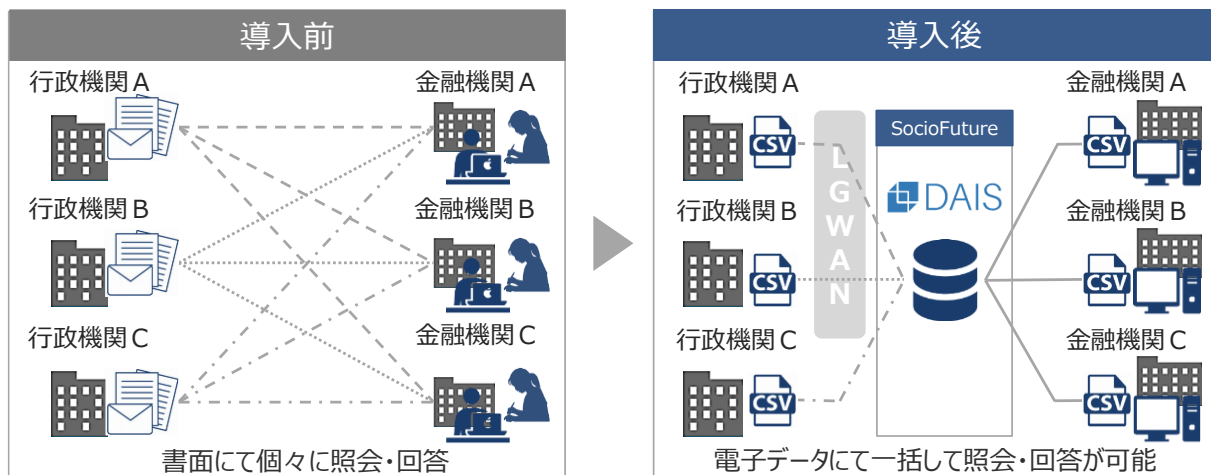 導入前
行政機関A
金融機関A
行政機関B
金融機関B
行政機関C
金融機関C
書面にて個々に照会・回答
導入後
行政機関A
金融機関A
CSV
LGWAN
SocioFuture
CSV
DAIS
行政機関B
金融機関B
CSV
CSV
行政機関C
金融機関C
CSV
CSV
電子データにて一括して照会・回答が可能